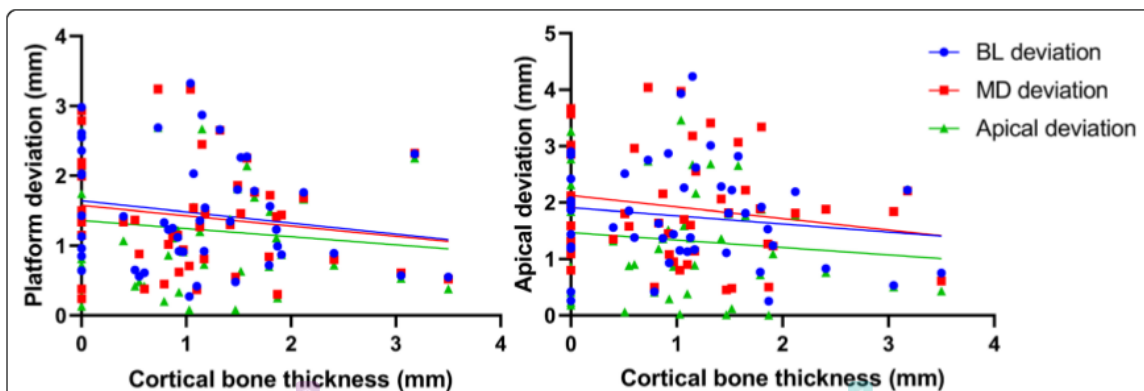 Platform deviation (mm)
4
3
2
1
0
0 1 2 3 4
Cortical bone thickness (mm)
Apical deviation (mm)
5
4
3
2
1
0
0 1 2 3 4
Cortical bone thickness (mm)
BL deviation
MD deviation
Apical deviation